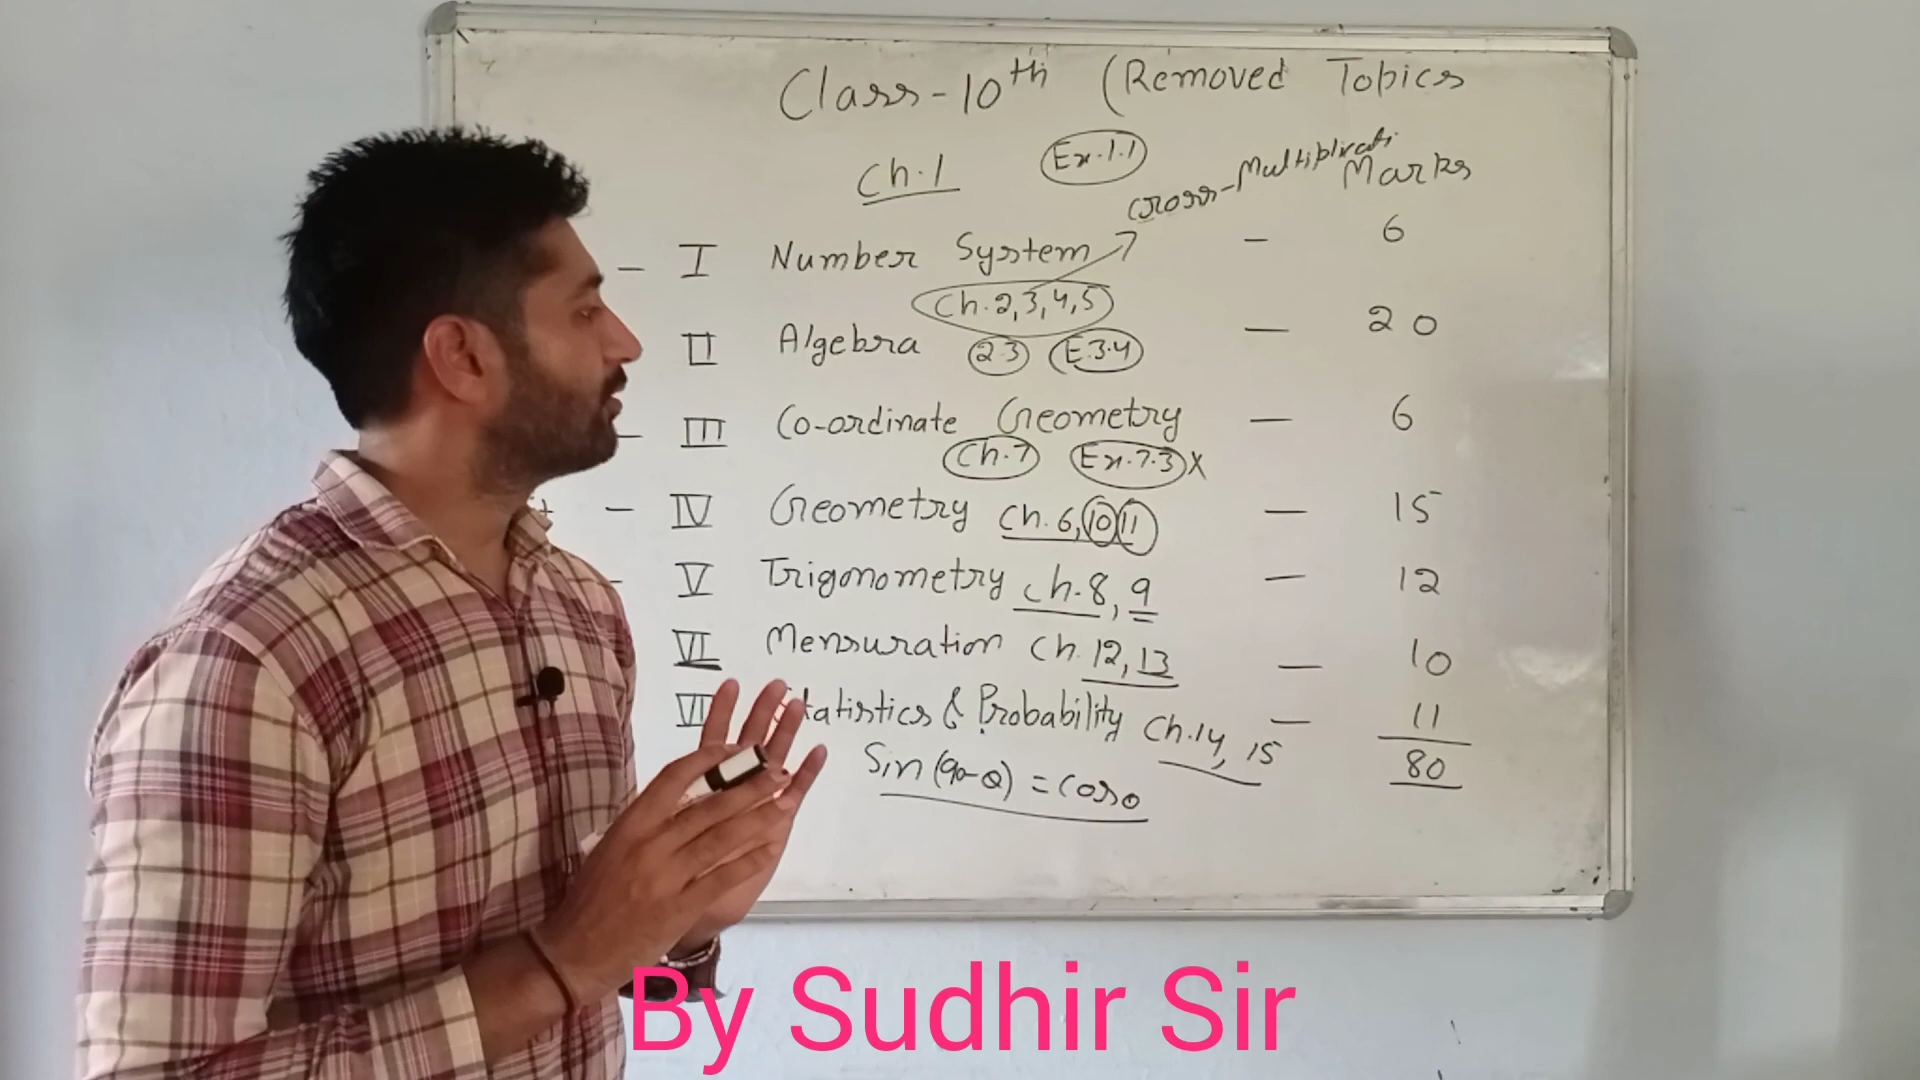 Class-10th (Removed Topics
Ch.1 Ex.1.1
Cross-Multiplicati Marks
- I Number System - 6
Ch.2,3,4,5
II Algebra - 20
2.3 E.3.4
- III Co-ordinate Geometry - 6
Ch.7 Ex.7.3 X
- IV Geometry Ch.6,10 11 - 15
- V Trigonometry Ch.8, 9 - 12
VI Mensuration Ch. 12, 13 - 10
Statistics & Probability Ch.14, 15 - 11
80
Sin (90-θ) = Cosθ
By Sudhir Sir